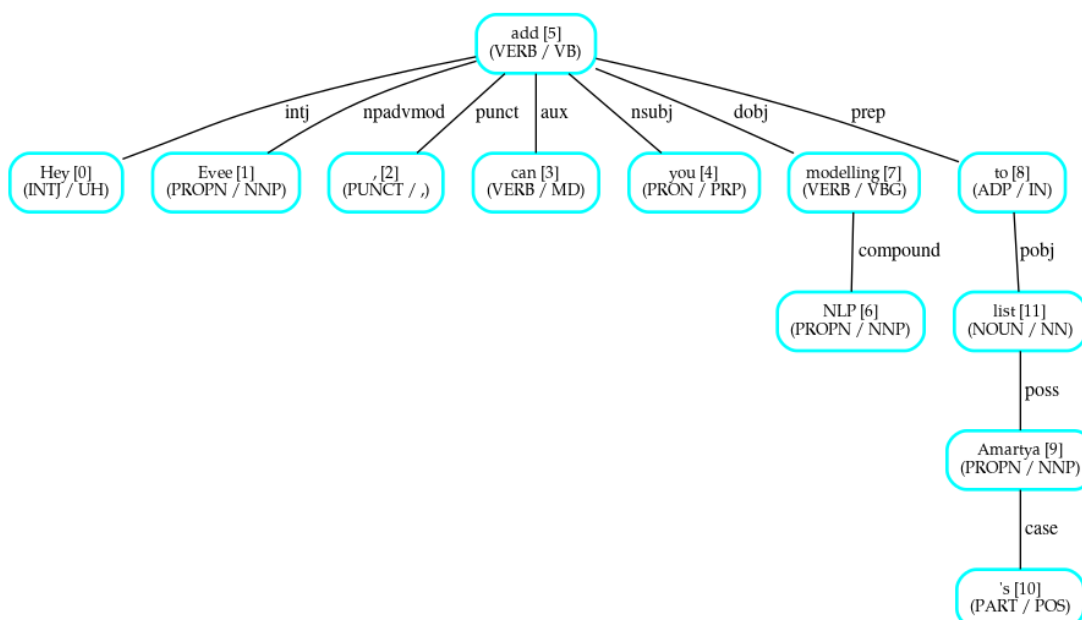 add [5]
(VERB / VB)
intj
npadvmod
punct
aux
nsubj
dobj
prep
Hey [0]
(INTJ / UH)
Evee [1]
(PROPN / NNP)
, [2]
(PUNCT / ,)
can [3]
(VERB / MD)
you [4]
(PRON / PRP)
modelling [7]
(VERB / VBG)
to [8]
(ADP / IN)
compound
pobj
NLP [6]
(PROPN / NNP)
list [11]
(NOUN / NN)
poss
Amartya [9]
(PROPN / NNP)
case
's [10]
(PART / POS)